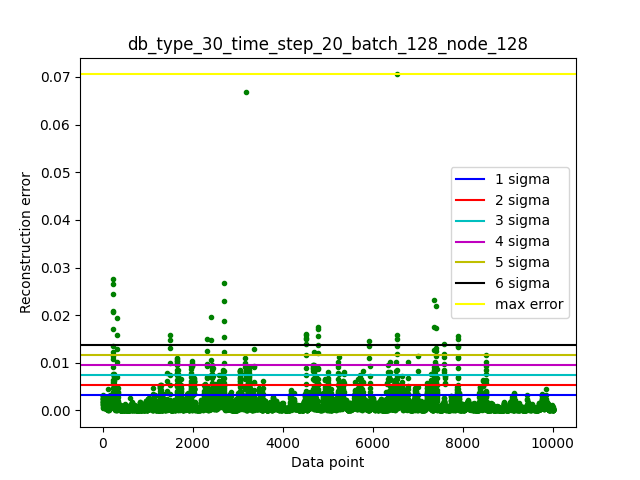 db_type_30_time_step_20_batch_128_node_128
0.07
0.06
0.05
0.04
0.03
0.02
0.01
0.00
Reconstruction error
1 sigma
2 sigma
3 sigma
4 sigma
5 sigma
6 sigma
max error
0 2000 4000 6000 8000 10000
Data point